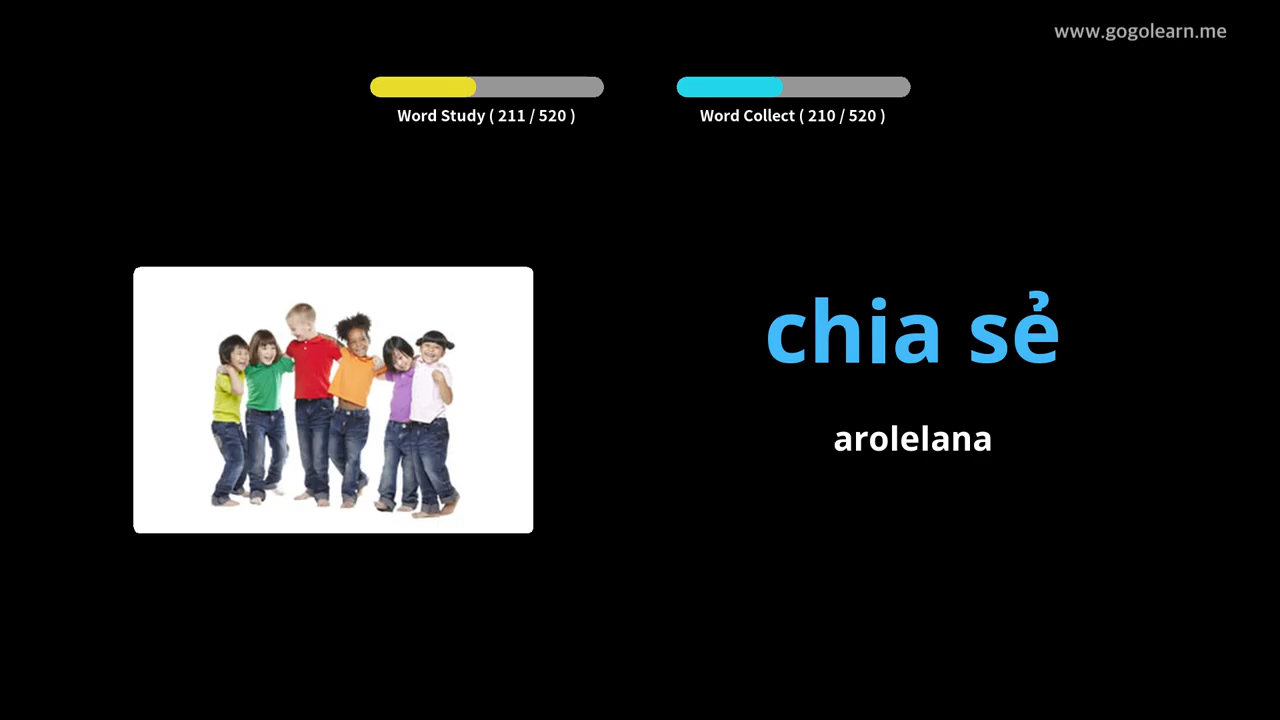 www.gogolearn.me
Word Study ( 211 / 520 )
Word Collect ( 210 / 520 )
chia sẻ
arolelana